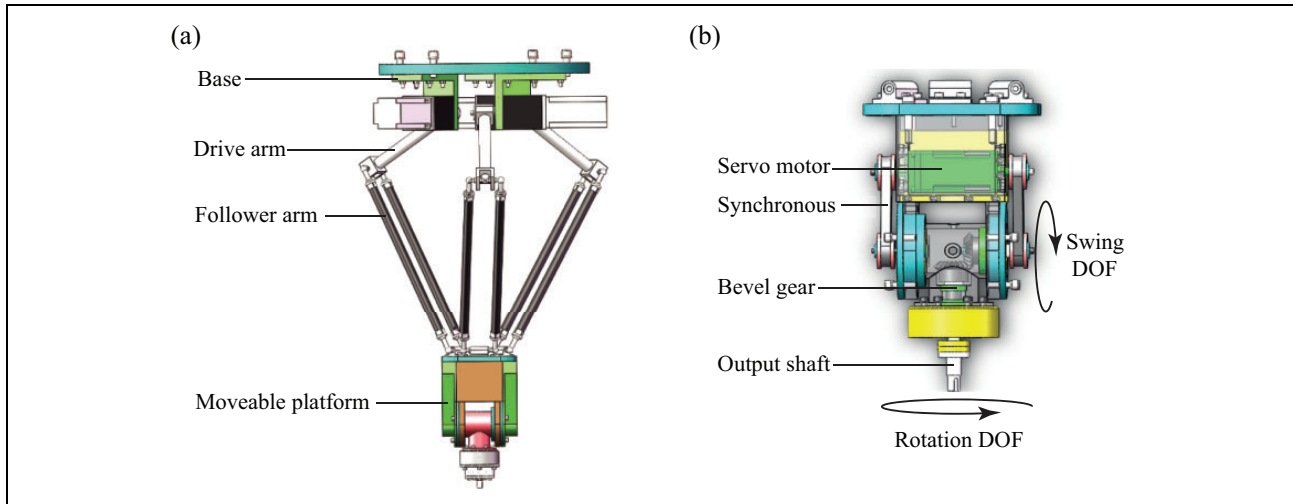 (a)
Base
Drive arm
Follower arm
Moveable platform
(b)
Servo motor
Synchronous
Swing
DOF
Bevel gear
Output shaft
Rotation DOF